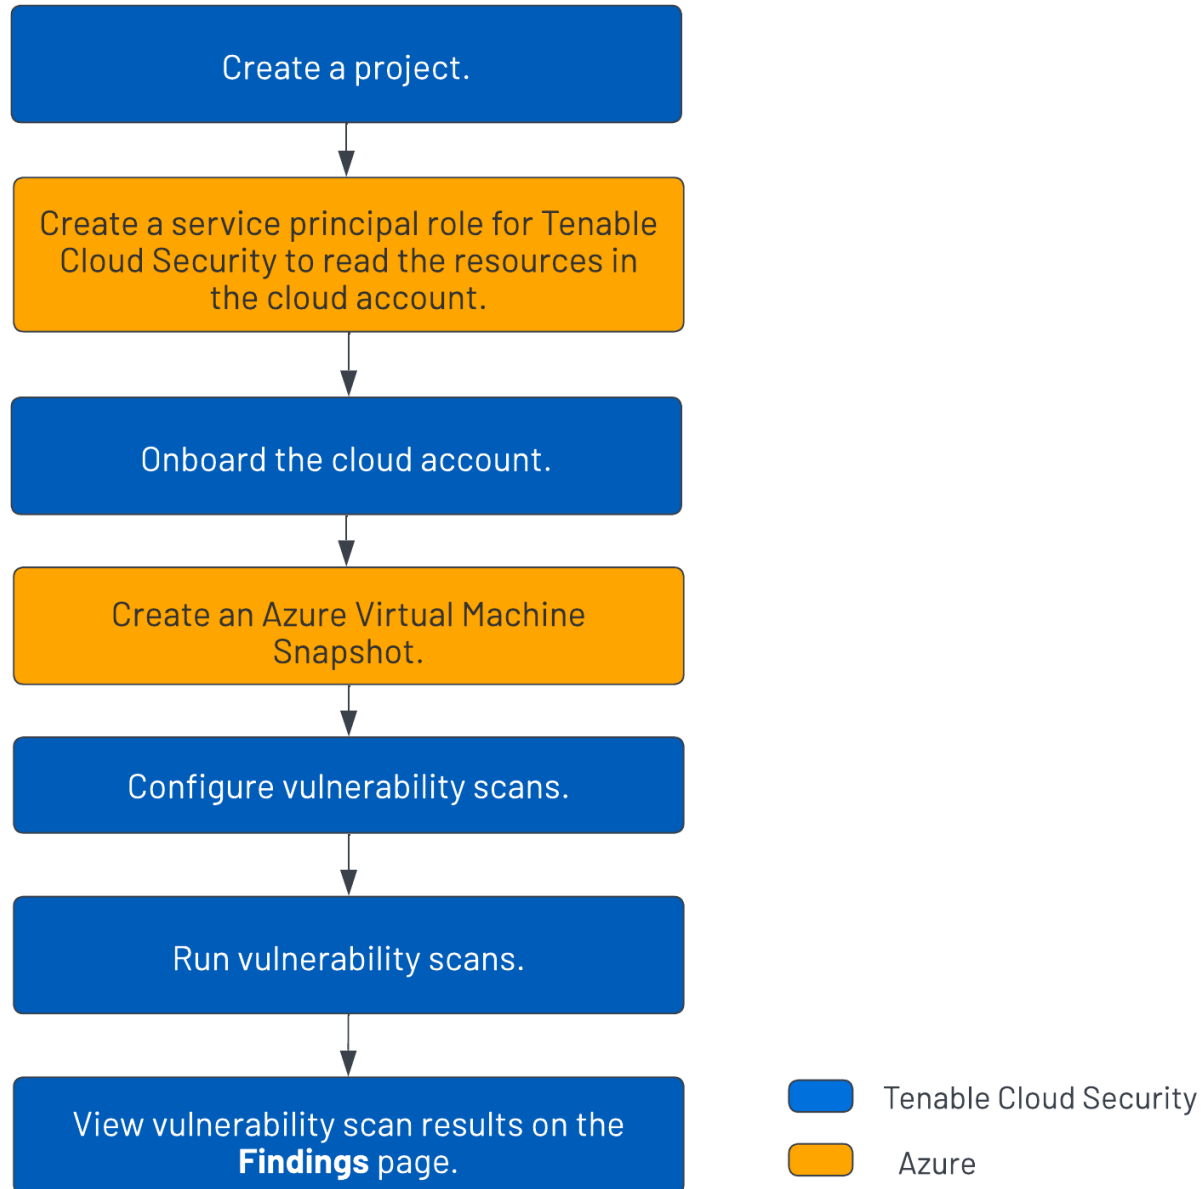 Create a project.
Create a service principal role for Tenable
Cloud Security to read the resources in
the cloud account.
Onboard the cloud account.
Create an Azure Virtual Machine
Snapshot.
Configure vulnerability scans.
Run vulnerability scans.
View vulnerability scan results on the
Findings page.
Tenable Cloud Security
Azure